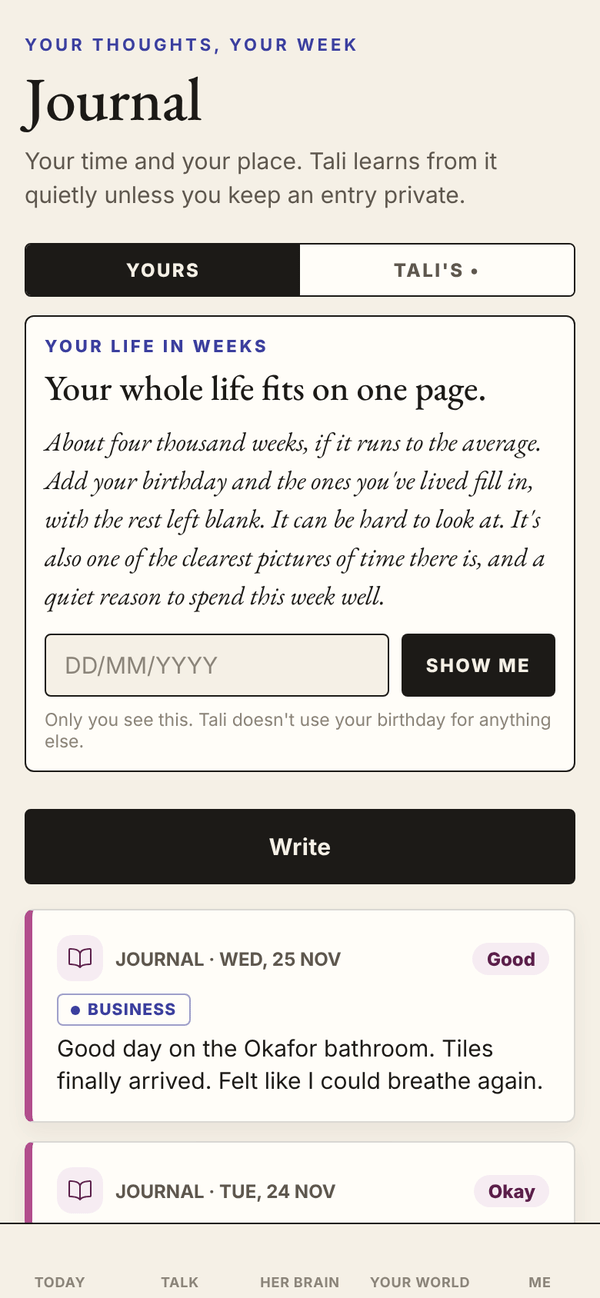 YOUR THOUGHTS, YOUR WEEK
Journal
Your time and your place. Tali learns from it
quietly unless you keep an entry private.
YOURS
TALI'S •
YOUR LIFE IN WEEKS
Your whole life fits on one page.
About four thousand weeks, if it runs to the average.
Add your birthday and the ones you've lived fill in,
with the rest left blank. It can be hard to look at. It's
also one of the clearest pictures of time there is, and a
quiet reason to spend this week well.
DD/MM/YYYY
SHOW ME
Only you see this. Tali doesn't use your birthday for anything
else.
Write
JOURNAL · WED, 25 NOV
Good
• BUSINESS
Good day on the Okafor bathroom. Tiles
finally arrived. Felt like I could breathe again.
JOURNAL · TUE, 24 NOV
Okay
TODAY
TALK
HER BRAIN
YOUR WORLD
ME